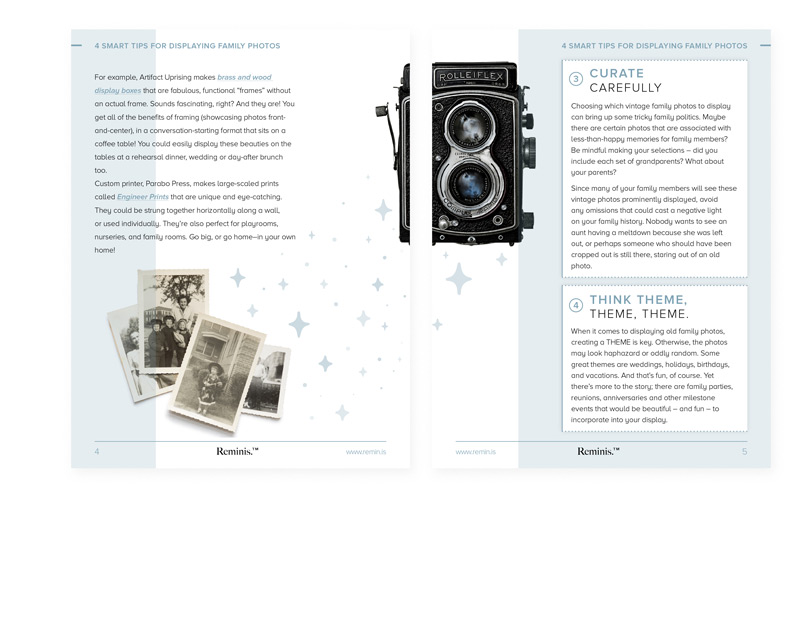 4 SMART TIPS FOR DISPLAYING FAMILY PHOTOS
For example, Artifact Uprising makes brass and wood
display boxes that are fabulous, functional "frames" without
an actual frame. Sounds fascinating, right? And they are! You
get all of the benefits of framing (showcasing photos front-
and-center), in a conversation-starting format that sits on a
coffee table! You could easily display these beauties on the
tables at a rehearsal dinner, wedding or day-after brunch
too.
Custom printer, Parabo Press, makes large-scaled prints
called Engineer Prints that are unique and eye-catching.
They could be strung together horizontally along a wall,
or used individually. They're also perfect for playrooms,
nurseries, and family rooms. Go big, or go home—in your own
home!
4
Reminis.™
www.remin.is
4 SMART TIPS FOR DISPLAYING FAMILY PHOTOS
ROLLEIFLEX
3
CURATE
CAREFULLY
Choosing which vintage family photos to display
can bring up some tricky family politics. Maybe
there are certain photos that are associated with
less-than-happy memories for family members?
Be mindful making your selections – did you
include each set of grandparents? What about
your parents?
Since many of your family members will see these
vintage photos prominently displayed, avoid
any omissions that could cast a negative light
on your family history. Nobody wants to see an
aunt having a meltdown because she was left
out, or perhaps someone who should have been
cropped out is still there, staring out of an old
photo.
4
THINK THEME,
THEME, THEME.
When it comes to displaying old family photos,
creating a THEME is key. Otherwise, the photos
may look haphazard or oddly random. Some
great themes are weddings, holidays, birthdays,
and vacations. And that's fun, of course. Yet
there's more to the story; there are family parties,
reunions, anniversaries and other milestone
events that would be beautiful – and fun – to
incorporate into your display.
www.remin.is
Reminis.™
5